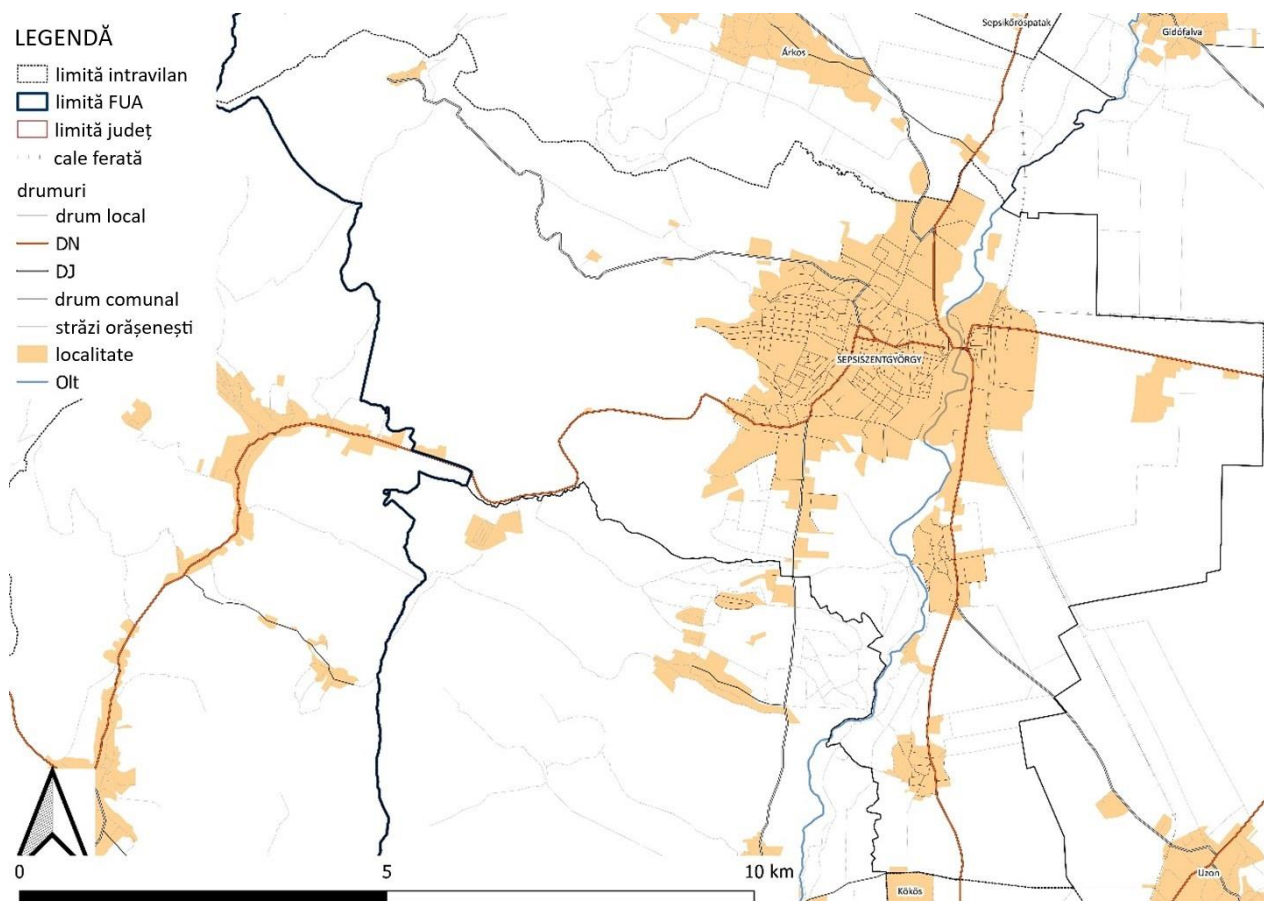 LEGENDĂ
limită intravilan
limită FUA
limită județ
cale ferată
drumuri
drum local
DN
DJ
drum comunal
străzi orășenești
localitate
Olt
Sepsikőröspatak
Gidófalva
Árkos
SEPSISZENTGYÖRGY
Uzon
Kökös
0 5 10 km